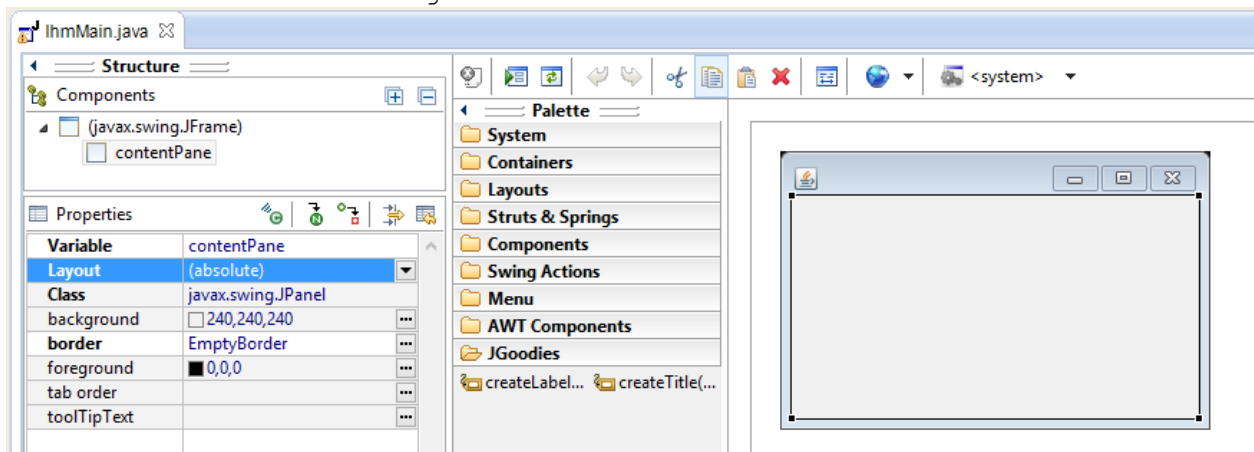 IhmMain.java
Structure
Components
(javax.swing.JFrame)
contentPane
Properties
Variable contentPane
Layout (absolute)
Class javax.swing.JPanel
background 240,240,240
border EmptyBorder
foreground 0,0,0
tab order
toolTipText
<system>
Palette
System
Containers
Layouts
Struts & Springs
Components
Swing Actions
Menu
AWT Components
JGoodies
createLabel... createTitle(...